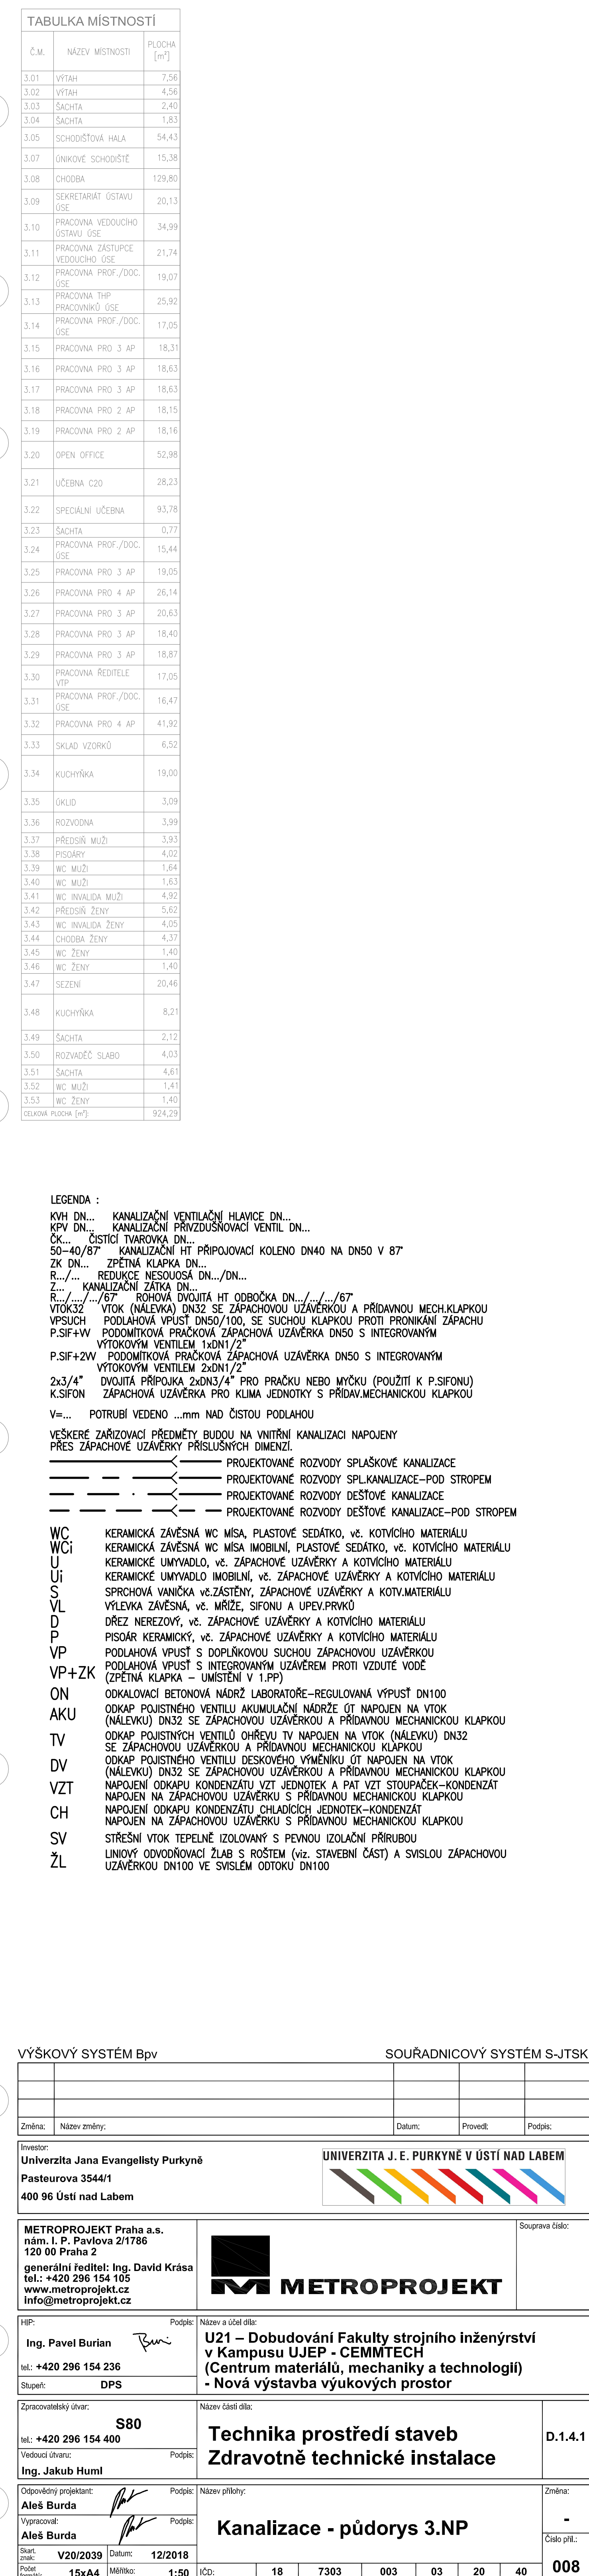 TABULKA MÍSTNOSTÍ
Č.M. NÁZEV MÍSTNOSTI PLOCHA [m²]
3.01 VÝTAH 7,56
3.02 VÝTAH 4,56
3.03 ŠACHTA 2,40
3.04 ŠACHTA 1,83
3.05 SCHODIŠŤOVÁ HALA 54,43
3.07 ÚNIKOVÉ SCHODIŠTĚ 15,38
3.08 CHODBA 129,80
3.09 SEKRETARIÁT ÚSTAVU ÚSE 20,13
3.10 PRACOVNA VEDOUCÍHO ÚSTAVU ÚSE 34,99
3.11 PRACOVNA ZÁSTUPCE VEDOUCÍHO ÚSE 21,74
3.12 PRACOVNA PROF./DOC. ÚSE 19,07
3.13 PRACOVNA THP PRACOVNÍKŮ ÚSE 25,92
3.14 PRACOVNA PROF./DOC. ÚSE 17,05
3.15 PRACOVNA PRO 3 AP 18,31
3.16 PRACOVNA PRO 3 AP 18,63
3.17 PRACOVNA PRO 3 AP 18,63
3.18 PRACOVNA PRO 2 AP 18,15
3.19 PRACOVNA PRO 2 AP 18,16
3.20 OPEN OFFICE 52,98
3.21 UČEBNA C20 28,23
3.22 SPECIÁLNÍ UČEBNA 93,78
3.23 ŠACHTA 0,77
3.24 PRACOVNA PROF./DOC. ÚSE 15,44
3.25 PRACOVNA PRO 3 AP 19,05
3.26 PRACOVNA PRO 4 AP 26,14
3.27 PRACOVNA PRO 3 AP 20,63
3.28 PRACOVNA PRO 3 AP 18,40
3.29 PRACOVNA PRO 3 AP 18,87
3.30 PRACOVNA ŘEDITELE VTP 17,05
3.31 PRACOVNA PROF./DOC. ÚSE 16,47
3.32 PRACOVNA PRO 4 AP 41,92
3.33 SKLAD VZORKŮ 6,52
3.34 KUCHYŇKA 19,00
3.35 ÚKLID 3,09
3.36 ROZVODNA 3,99
3.37 PŘEDSÍŇ MUŽI 3,93
3.38 PISOÁRY 4,02
3.39 WC MUŽI 1,64
3.40 WC MUŽI 1,63
3.41 WC INVALIDA MUŽI 4,92
3.42 PŘEDSÍŇ ŽENY 5,62
3.43 WC INVALIDA ŽENY 4,05
3.44 CHODBA ŽENY 4,37
3.45 WC ŽENY 1,40
3.46 WC ŽENY 1,40
3.47 SEZENÍ 20,46
3.48 KUCHYŇKA 8,21
3.49 ŠACHTA 2,12
3.50 ROZVADĚČ SLABO 4,03
3.51 ŠACHTA 4,61
3.52 WC MUŽI 1,41
3.53 WC ŽENY 1,40
CELKOVÁ PLOCHA [m²]: 924,29
LEGENDA :
KVH DN... KANALIZAČNÍ VENTILAČNÍ HLAVICE DN...
KPV DN... KANALIZAČNÍ PŘIVZDUŠŇOVACÍ VENTIL DN...
ČK... ČISTÍCÍ TVAROVKA DN...
50-40/87° KANALIZAČNÍ HT PŘIPOJOVACÍ KOLENO DN40 NA DN50 V 87°
ZK DN... ZPĚTNÁ KLAPKA DN...
R.../... REDUKCE NESOUOSÁ DN.../DN...
Z... KANALIZAČNÍ ZÁTKA DN...
R.../..../.../67° ROHOVÁ DVOJITÁ HT ODBOČKA DN.../.../.../67°
VTOK32 VTOK (NÁLEVKA) DN32 SE ZÁPACHOVOU UZÁVĚRKOU A PŘÍDAVNOU MECH.KLAPKOU
VPSUCH PODLAHOVÁ VPUSŤ DN50/100, SE SUCHOU KLAPKOU PROTI PRONIKÁNÍ ZÁPACHU
P.SIF+VV PODOMÍTKOVÁ PRAČKOVÁ ZÁPACHOVÁ UZÁVĚRKA DN50 S INTEGROVANÝM
VÝTOKOVÝM VENTILEM 1xDN1/2"
P.SIF+2VV PODOMÍTKOVÁ PRAČKOVÁ ZÁPACHOVÁ UZÁVĚRKA DN50 S INTEGROVANÝM
VÝTOKOVÝM VENTILEM 2xDN1/2"
2x3/4" DVOJITÁ PŘÍPOJKA 2xDN3/4" PRO PRAČKU NEBO MYČKU (POUŽITÍ K P.SIFONU)
K.SIFON ZÁPACHOVÁ UZÁVĚRKA PRO KLIMA JEDNOTKY S PŘÍDAV.MECHANICKOU KLAPKOU
V=... POTRUBÍ VEDENO ...mm NAD ČISTOU PODLAHOU
VEŠKERÉ ZAŘIZOVACÍ PŘEDMĚTY BUDOU NA VNITŘNÍ KANALIZACI NAPOJENY
PŘES ZÁPACHOVÉ UZÁVĚRKY PŘÍSLUŠNÝCH DIMENZÍ.
PROJEKTOVANÉ ROZVODY SPLAŠKOVÉ KANALIZACE
PROJEKTOVANÉ ROZVODY SPL.KANALIZACE-POD STROPEM
PROJEKTOVANÉ ROZVODY DEŠŤOVÉ KANALIZACE
PROJEKTOVANÉ ROZVODY DEŠŤOVÉ KANALIZACE-POD STROPEM
WC KERAMICKÁ ZÁVĚSNÁ WC MÍSA, PLASTOVÉ SEDÁTKO, vč. KOTVÍCÍHO MATERIÁLU
WCi KERAMICKÁ ZÁVĚSNÁ WC MÍSA IMOBILNÍ, PLASTOVÉ SEDÁTKO, vč. KOTVÍCÍHO MATERIÁLU
U KERAMICKÉ UMYVADLO, vč. ZÁPACHOVÉ UZÁVĚRKY A KOTVÍCÍHO MATERIÁLU
Ui KERAMICKÉ UMYVADLO IMOBILNÍ, vč. ZÁPACHOVÉ UZÁVĚRKY A KOTVÍCÍHO MATERIÁLU
S SPRCHOVÁ VANIČKA vč.ZÁSTĚNY, ZÁPACHOVÉ UZÁVĚRKY A KOTV.MATERIÁLU
VL VÝLEVKA ZÁVĚSNÁ, vč. MŘÍŽE, SIFONU A UPEV.PRVKŮ
D DŘEZ NEREZOVÝ, vč. ZÁPACHOVÉ UZÁVĚRKY A KOTVÍCÍHO MATERIÁLU
P PISOÁR KERAMICKÝ, vč. ZÁPACHOVÉ UZÁVĚRKY A KOTVÍCÍHO MATERIÁLU
VP PODLAHOVÁ VPUSŤ S DOPLŇKOVOU SUCHOU ZÁPACHOVOU UZÁVĚRKOU
VP+ZK PODLAHOVÁ VPUSŤ S INTEGROVANÝM UZÁVĚREM PROTI VZDUTÉ VODĚ
(ZPĚTNÁ KLAPKA - UMÍSTĚNÍ V 1.PP)
ON ODKALOVACÍ BETONOVÁ NÁDRŽ LABORATOŘE-REGULOVANÁ VÝPUSŤ DN100
AKU ODKAP POJISTNÉHO VENTILU AKUMULAČNÍ NÁDRŽE ÚT NAPOJEN NA VTOK
(NÁLEVKU) DN32 SE ZÁPACHOVOU UZÁVĚRKOU A PŘÍDAVNOU MECHANICKOU KLAPKOU
TV ODKAP POJISTNÝCH VENTILŮ OHŘEVU TV NAPOJEN NA VTOK (NÁLEVKU) DN32
SE ZÁPACHOVOU UZÁVĚRKOU A PŘÍDAVNOU MECHANICKOU KLAPKOU
DV ODKAP POJISTNÉHO VENTILU DESKOVÉHO VÝMĚNÍKU ÚT NAPOJEN NA VTOK
(NÁLEVKU) DN32 SE ZÁPACHOVOU UZÁVĚRKOU A PŘÍDAVNOU MECHANICKOU KLAPKOU
VZT NAPOJENÍ ODKAPU KONDENZÁTU VZT JEDNOTEK A PAT VZT STOUPAČEK-KONDENZÁT
NAPOJEN NA ZÁPACHOVOU UZÁVĚRKU S PŘÍDAVNOU MECHANICKOU KLAPKOU
CH NAPOJENÍ ODKAPU KONDENZÁTU CHLADÍCÍCH JEDNOTEK-KONDENZÁT
NAPOJEN NA ZÁPACHOVOU UZÁVĚRKU S PŘÍDAVNOU MECHANICKOU KLAPKOU
SV STŘEŠNÍ VTOK TEPELNĚ IZOLOVANÝ S PEVNOU IZOLAČNÍ PŘÍRUBOU
ŽL LINIOVÝ ODVODŇOVACÍ ŽLAB S ROŠTEM (viz. STAVEBNÍ ČÁST) A SVISLOU ZÁPACHOVOU
UZÁVĚRKOU DN100 VE SVISLÉM ODTOKU DN100
VÝŠKOVÝ SYSTÉM Bpv SOUŘADNICOVÝ SYSTÉM S-JTSK
Změna: Název změny: Datum: Provedl: Podpis:
Investor:
Univerzita Jana Evangelisty Purkyně
Pasteurova 3544/1
400 96 Ústí nad Labem
UNIVERZITA J. E. PURKYNĚ V ÚSTÍ NAD LABEM
METROPROJEKT Praha a.s.
nám. I. P. Pavlova 2/1786
120 00 Praha 2
generální ředitel: Ing. David Krása
tel.: +420 296 154 105
www.metroprojekt.cz
info@metroprojekt.cz
METROPROJEKT
Souprava číslo:
HIP: Podpis:
Ing. Pavel Burian
tel.: +420 296 154 236
Stupeň: DPS
Název a účel díla:
U21 – Dobudování Fakulty strojního inženýrství
v Kampusu UJEP - CEMMTECH
(Centrum materiálů, mechaniky a technologií)
- Nová výstavba výukových prostor
Zpracovatelský útvar:
S80
tel.: +420 296 154 400
Vedoucí útvaru: Podpis:
Ing. Jakub Huml
Název části díla:
Technika prostředí staveb
Zdravotně technické instalace
D.1.4.1
Odpovědný projektant: Podpis:
Aleš Burda
Vypracoval: Podpis:
Aleš Burda
Název přílohy:
Kanalizace - půdorys 3.NP
Změna:
-
Číslo příl.:
008
Skart. znak: V20/2039 Datum: 12/2018
Počet formátů: 15xA4 Měřítko: 1:50 IČD: 18 7303 003 03 20 40